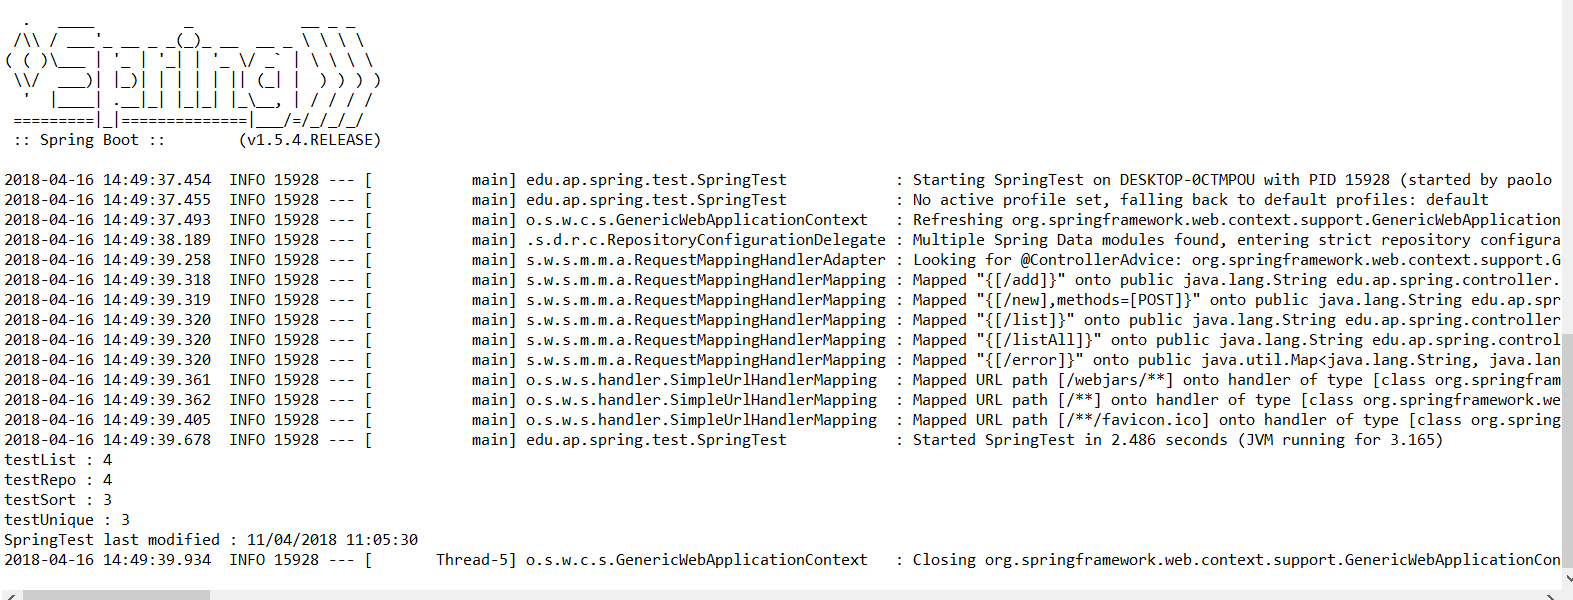 .   ____          _            __ _ _
 /\\ / ___'_ __ _ _(_)_ __  __ _ \ \ \ \
( ( )\___ | '_ | '_| | '_ \/ _` | \ \ \ \
 \\/  ___)| |_)| | | | | || (_| |  ) ) ) )
  '  |____| .__|_| |_|_| |_\__, | / / / /
 =========|_|==============|___/=/_/_/_/
 :: Spring Boot ::        (v1.5.4.RELEASE)
2018-04-16 14:49:37.454  INFO 15928 --- [           main] edu.ap.spring.test.SpringTest            : Starting SpringTest on DESKTOP-0CTMPOU with PID 15928 (started by paolo
2018-04-16 14:49:37.455  INFO 15928 --- [           main] edu.ap.spring.test.SpringTest            : No active profile set, falling back to default profiles: default
2018-04-16 14:49:37.493  INFO 15928 --- [           main] o.s.w.c.s.GenericWebApplicationContext   : Refreshing org.springframework.web.context.support.GenericWebApplication
2018-04-16 14:49:38.189  INFO 15928 --- [           main] .s.d.r.c.RepositoryConfigurationDelegate : Multiple Spring Data modules found, entering strict repository configura
2018-04-16 14:49:39.258  INFO 15928 --- [           main] s.w.s.m.m.a.RequestMappingHandlerAdapter : Looking for @ControllerAdvice: org.springframework.web.context.support.G
2018-04-16 14:49:39.318  INFO 15928 --- [           main] s.w.s.m.m.a.RequestMappingHandlerMapping : Mapped "{[/add]}" onto public java.lang.String edu.ap.spring.controller.
2018-04-16 14:49:39.319  INFO 15928 --- [           main] s.w.s.m.m.a.RequestMappingHandlerMapping : Mapped "{[/new],methods=[POST]}" onto public java.lang.String edu.ap.spr
2018-04-16 14:49:39.320  INFO 15928 --- [           main] s.w.s.m.m.a.RequestMappingHandlerMapping : Mapped "{[/list]}" onto public java.lang.String edu.ap.spring.controller
2018-04-16 14:49:39.320  INFO 15928 --- [           main] s.w.s.m.m.a.RequestMappingHandlerMapping : Mapped "{[/listAll]}" onto public java.lang.String edu.ap.spring.control
2018-04-16 14:49:39.320  INFO 15928 --- [           main] s.w.s.m.m.a.RequestMappingHandlerMapping : Mapped "{[/error]}" onto public java.util.Map<java.lang.String, java.lan
2018-04-16 14:49:39.361  INFO 15928 --- [           main] o.s.w.s.handler.SimpleUrlHandlerMapping  : Mapped URL path [/webjars/**] onto handler of type [class org.springfram
2018-04-16 14:49:39.362  INFO 15928 --- [           main] o.s.w.s.handler.SimpleUrlHandlerMapping  : Mapped URL path [/**] onto handler of type [class org.springframework.we
2018-04-16 14:49:39.405  INFO 15928 --- [           main] o.s.w.s.handler.SimpleUrlHandlerMapping  : Mapped URL path [/**/favicon.ico] onto handler of type [class org.spring
2018-04-16 14:49:39.678  INFO 15928 --- [           main] edu.ap.spring.test.SpringTest            : Started SpringTest in 2.486 seconds (JVM running for 3.165)
testList : 4
testRepo : 4
testSort : 3
testUnique : 3
SpringTest last modified : 11/04/2018 11:05:30
2018-04-16 14:49:39.934  INFO 15928 --- [       Thread-5] o.s.w.c.s.GenericWebApplicationContext   : Closing org.springframework.web.context.support.GenericWebApplicationCon